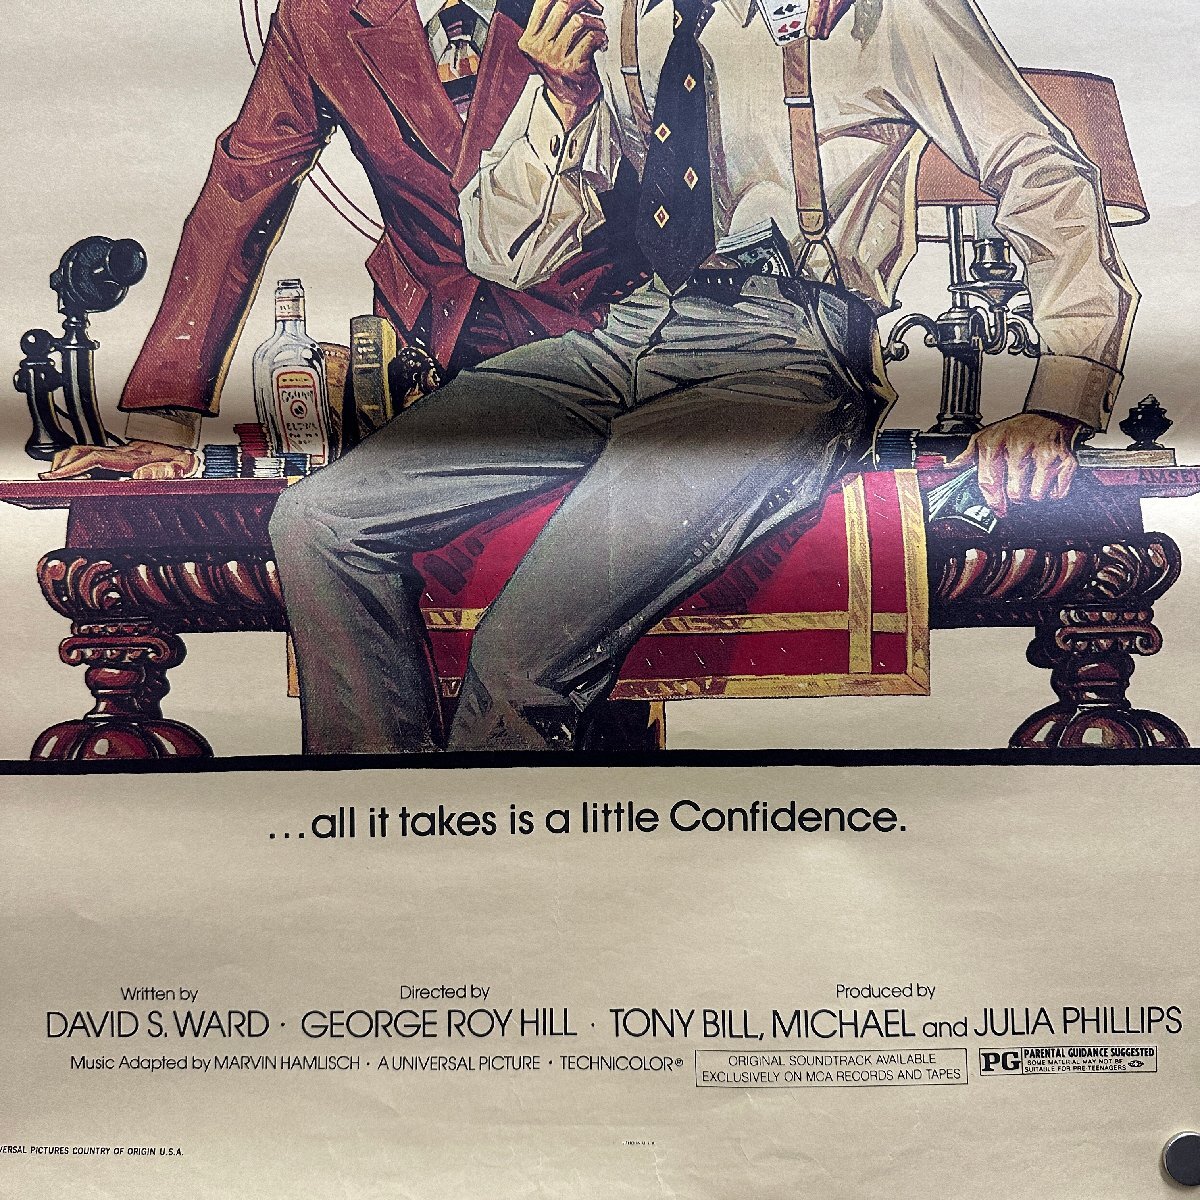 AMSEL
...all it takes is a little Confidence.
Written by
Directed by
Produced by
DAVID S. WARD · GEORGE ROY HILL · TONY BILL, MICHAEL and JULIA PHILLIPS
Music Adapted by MARVIN HAMLISCH · A UNIVERSAL PICTURE · TECHNICOLOR®
ORIGINAL SOUNDTRACK AVAILABLE
EXCLUSIVELY ON MCA RECORDS AND TAPES
PG PARENTAL GUIDANCE SUGGESTED
SOME MATERIAL MAY NOT BE
SUITABLE FOR PRE-TEENAGERS
VERSAL PICTURES COUNTRY OF ORIGIN U.S.A.